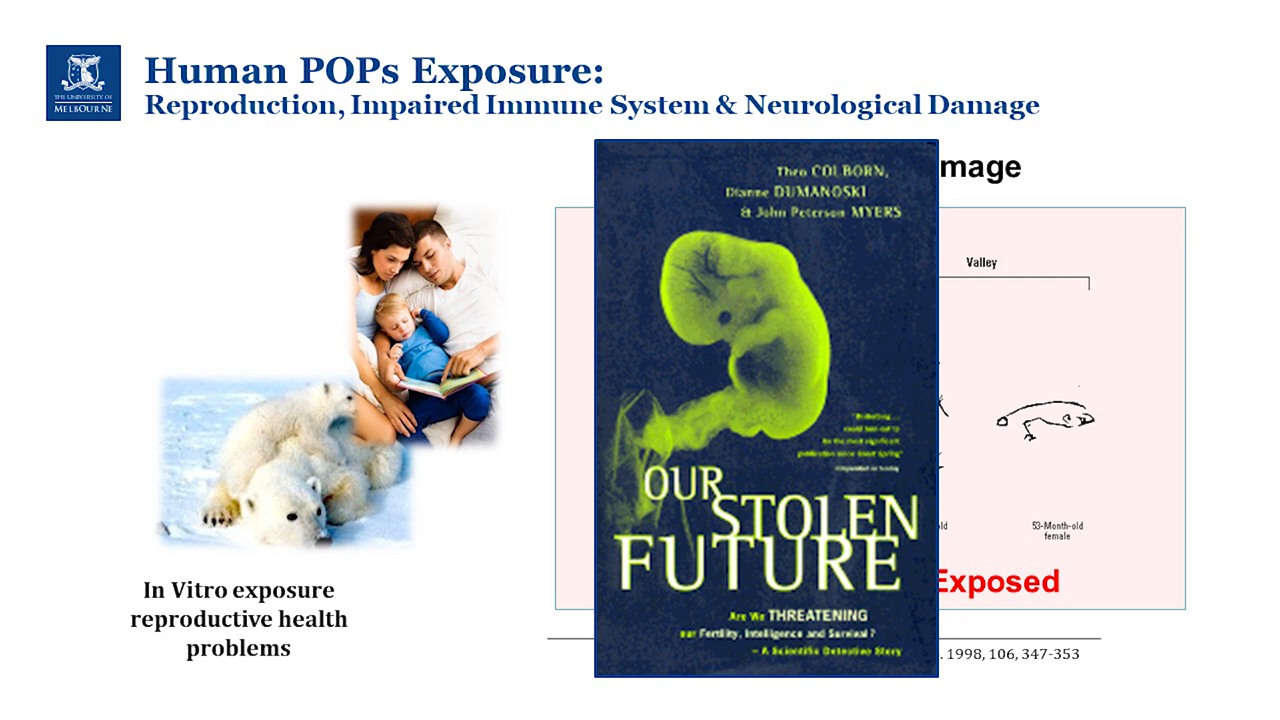 THE UNIVERSITY OF
MELBOURNE
Human POPs Exposure:
Reproduction, Impaired Immune System & Neurological Damage
mage
Theo COLBORN,
Dianne DUMANOSKI
& John Peterson MYERS
Valley
OUR
STOLEN
FUTURE
Are We THREATENING
our Fertility, Intelligence and Survival?
– A Scientific Detective Story
old
53-Month-old
female
Exposed
In Vitro exposure
reproductive health
problems
. 1998, 106, 347-353